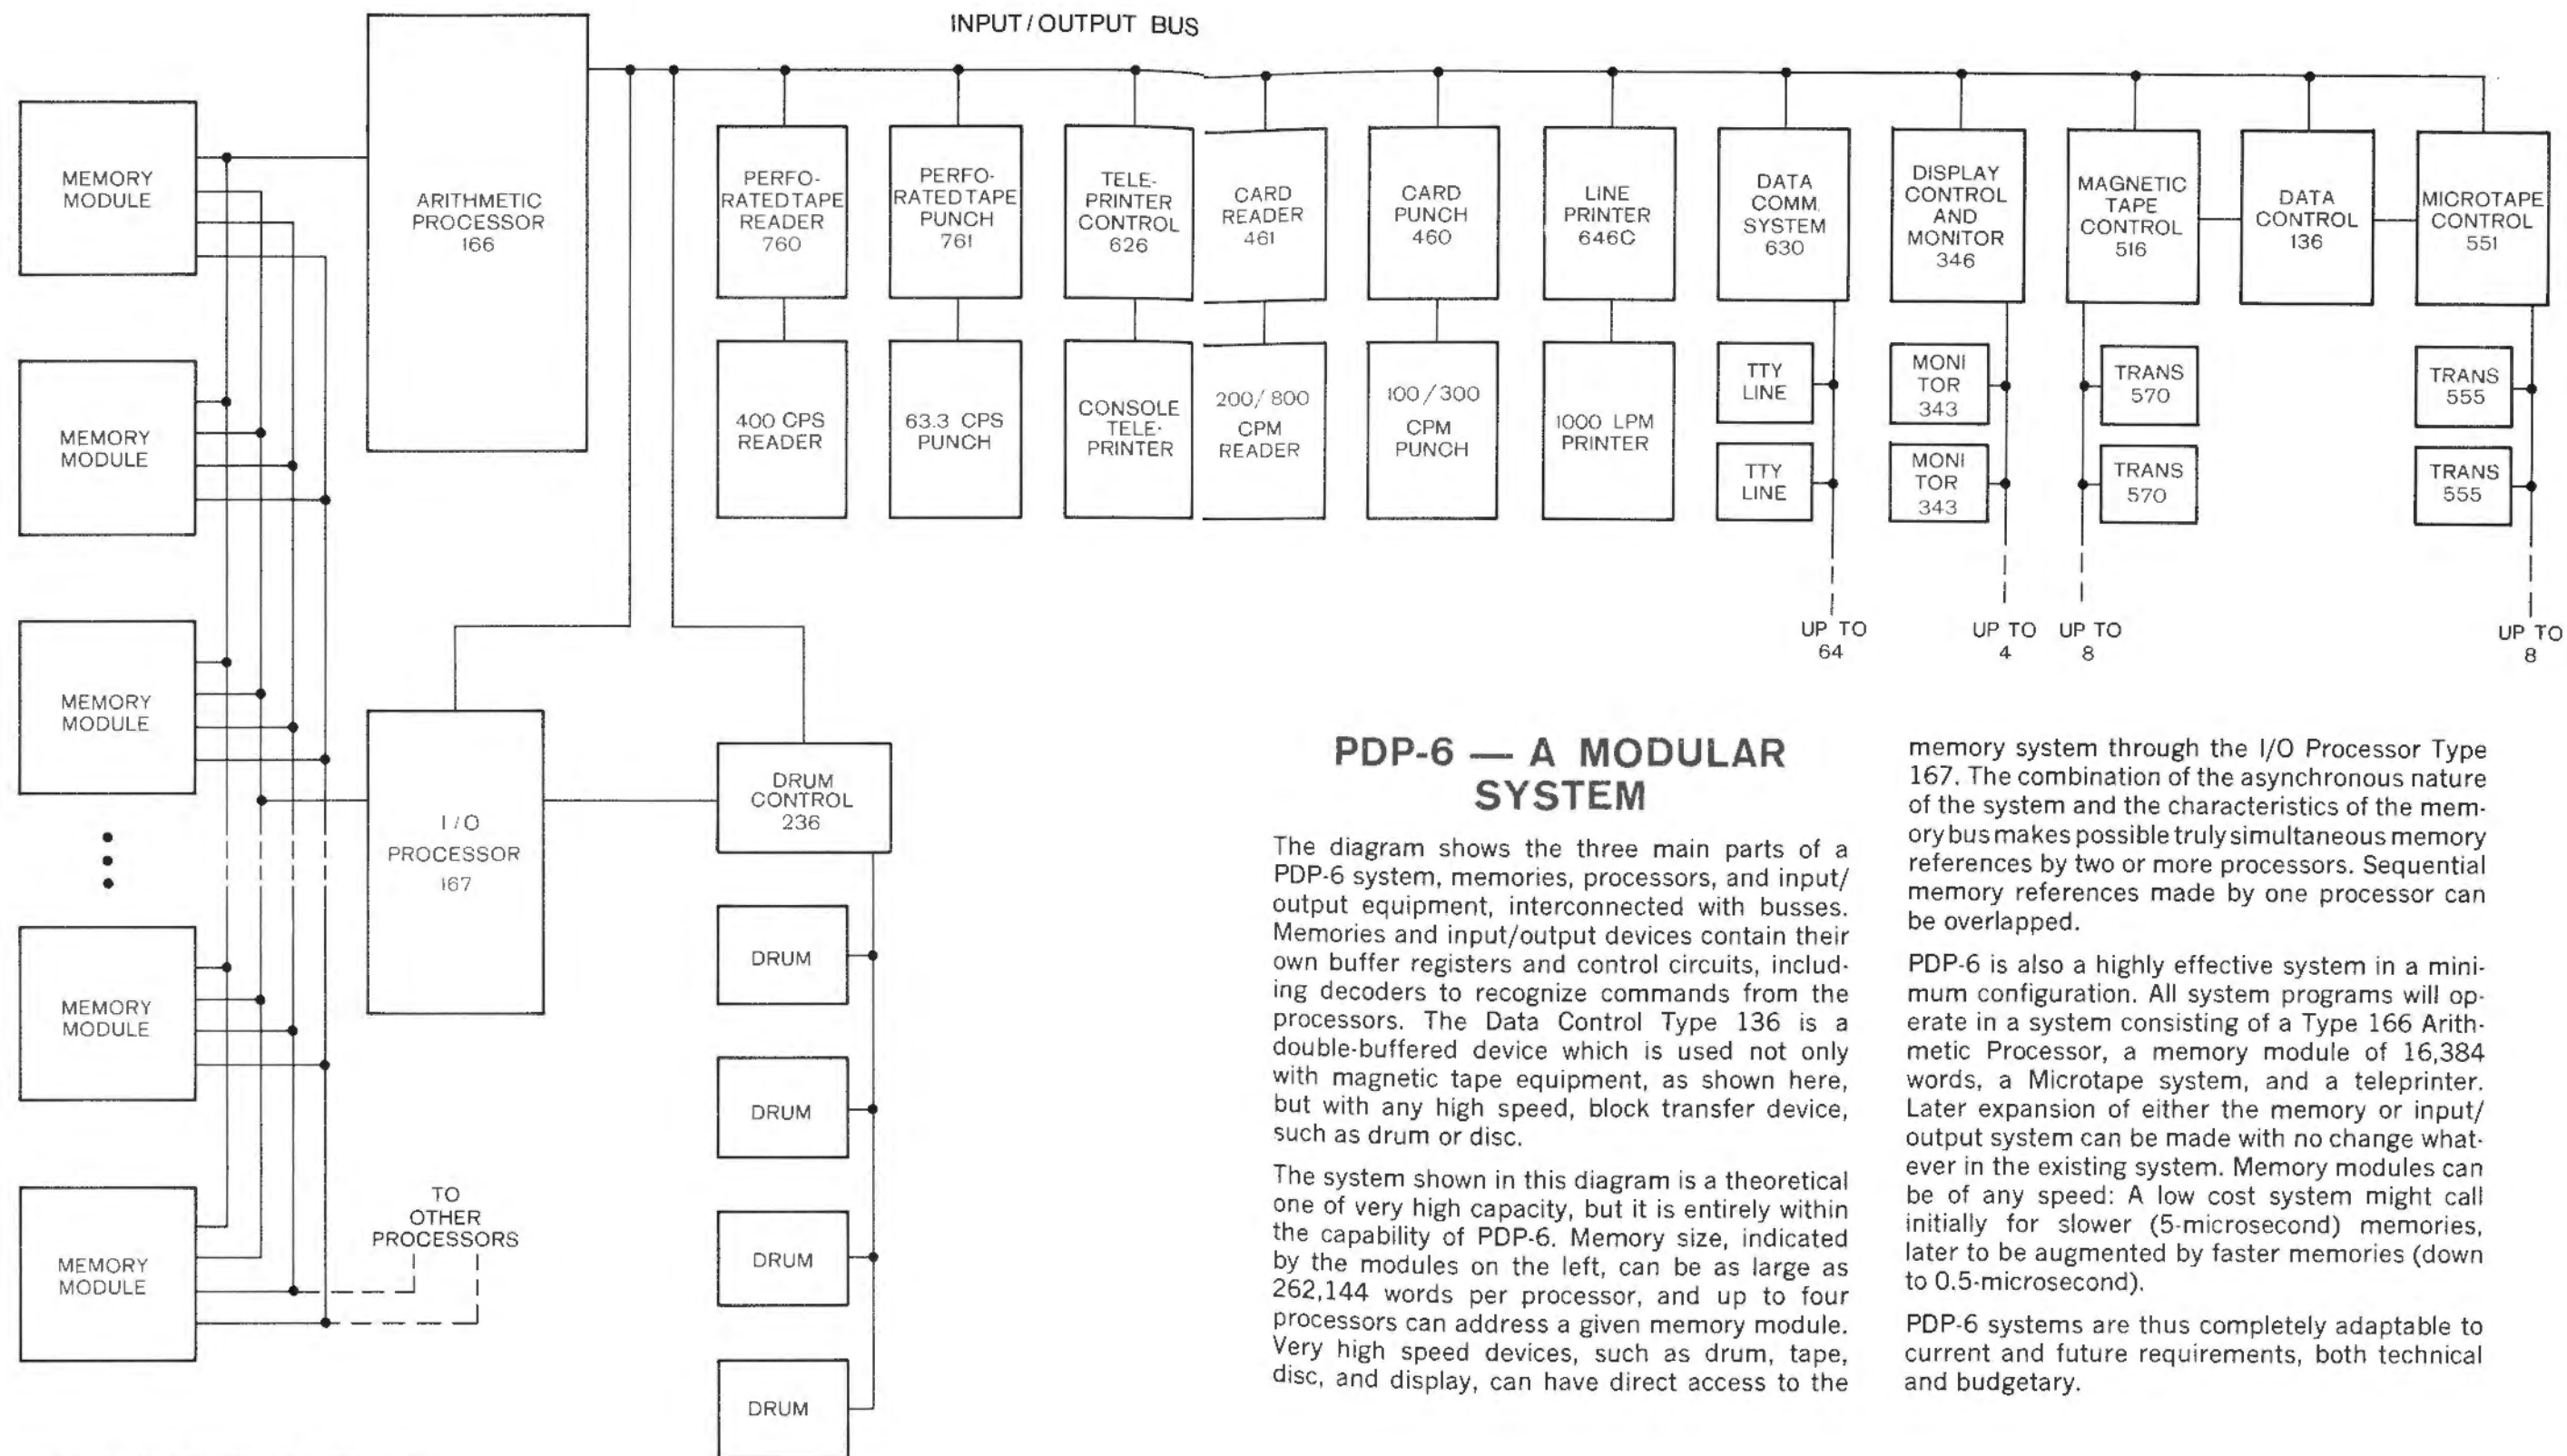 INPUT/OUTPUT BUS
MEMORY
MODULE
MEMORY
MODULE
MEMORY
MODULE
MEMORY
MODULE
MEMORY
MODULE
ARITHMETIC
PROCESSOR
166
PERFO-
RATED TAPE
READER
760
PERFO-
RATED TAPE
PUNCH
761
TELE-
PRINTER
CONTROL
626
CARD
READER
461
CARD
PUNCH
460
LINE
PRINTER
646C
DATA
COMM.
SYSTEM
630
DISPLAY
CONTROL
AND
MONITOR
346
MAGNETIC
TAPE
CONTROL
516
DATA
CONTROL
136
MICROTAPE
CONTROL
551
400 CPS
READER
63.3 CPS
PUNCH
CONSOLE
TELE-
PRINTER
200/800
CPM
READER
100/300
CPM
PUNCH
1000 LPM
PRINTER
TTY
LINE
TTY
LINE
UP TO
64
MONI
TOR
343
MONI
TOR
343
UP TO
4
TRANS
570
TRANS
570
UP TO
8
TRANS
555
TRANS
555
UP TO
8
I/O
PROCESSOR
167
DRUM
CONTROL
236
DRUM
DRUM
DRUM
DRUM
TO
OTHER
PROCESSORS
PDP-6 — A MODULAR
SYSTEM
The diagram shows the three main parts of a
PDP-6 system, memories, processors, and input/
output equipment, interconnected with busses.
Memories and input/output devices contain their
own buffer registers and control circuits, includ-
ing decoders to recognize commands from the
processors. The Data Control Type 136 is a
double-buffered device which is used not only
with magnetic tape equipment, as shown here,
but with any high speed, block transfer device,
such as drum or disc.
The system shown in this diagram is a theoretical
one of very high capacity, but it is entirely within
the capability of PDP-6. Memory size, indicated
by the modules on the left, can be as large as
262,144 words per processor, and up to four
processors can address a given memory module.
Very high speed devices, such as drum, tape,
disc, and display, can have direct access to the
memory system through the I/O Processor Type
167. The combination of the asynchronous nature
of the system and the characteristics of the mem-
ory bus makes possible truly simultaneous memory
references by two or more processors. Sequential
memory references made by one processor can
be overlapped.
PDP-6 is also a highly effective system in a mini-
mum configuration. All system programs will op-
erate in a system consisting of a Type 166 Arith-
metic Processor, a memory module of 16,384
words, a Microtape system, and a teleprinter.
Later expansion of either the memory or input/
output system can be made with no change what-
ever in the existing system. Memory modules can
be of any speed: A low cost system might call
initially for slower (5-microsecond) memories,
later to be augmented by faster memories (down
to 0.5-microsecond).
PDP-6 systems are thus completely adaptable to
current and future requirements, both technical
and budgetary.